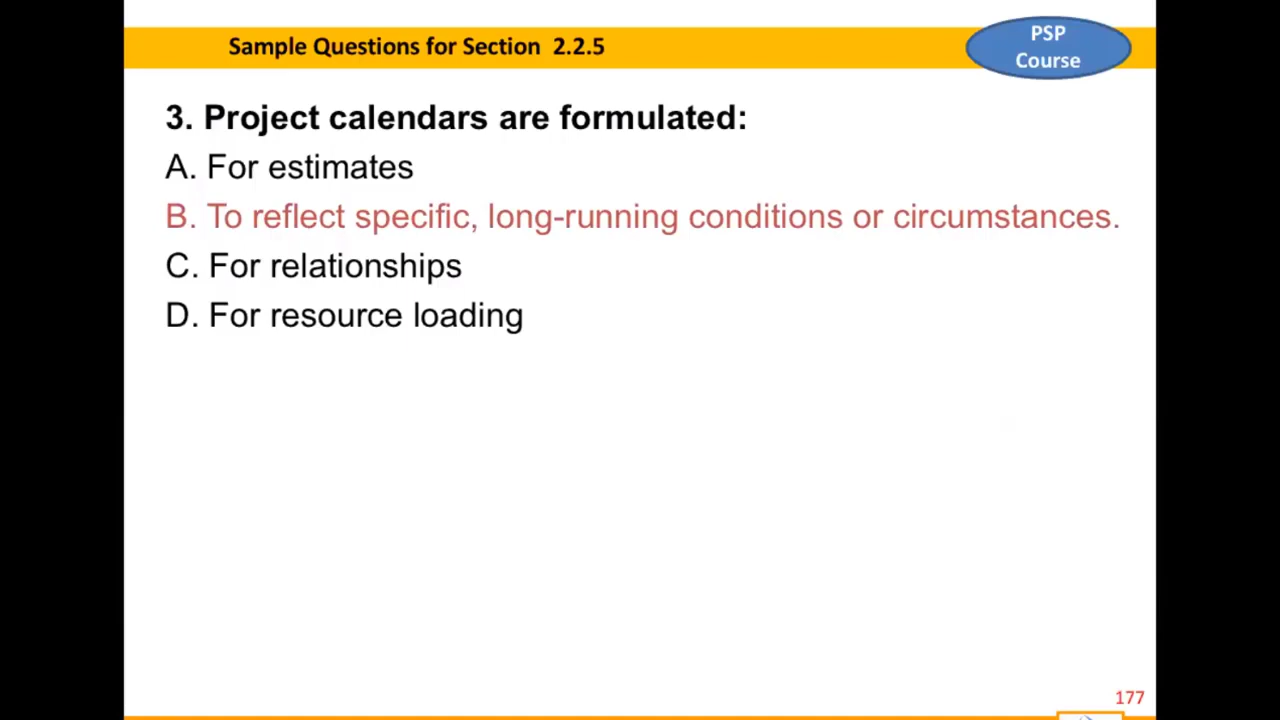 Sample Questions for Section 2.2.5
PSP
Course
3. Project calendars are formulated:
A. For estimates
B. To reflect specific, long-running conditions or circumstances.
C. For relationships
D. For resource loading
177